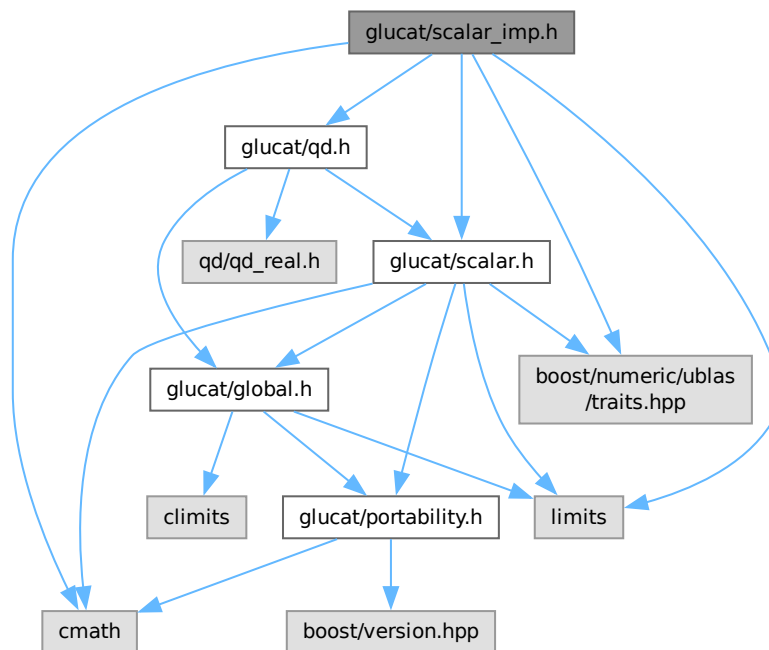 glucat/scalar_imp.h
glucat/qd.h
qd/qd_real.h
glucat/scalar.h
boost/numeric/ublas
/traits.hpp
glucat/global.h
climits
glucat/portability.h
limits
cmath
boost/version.hpp